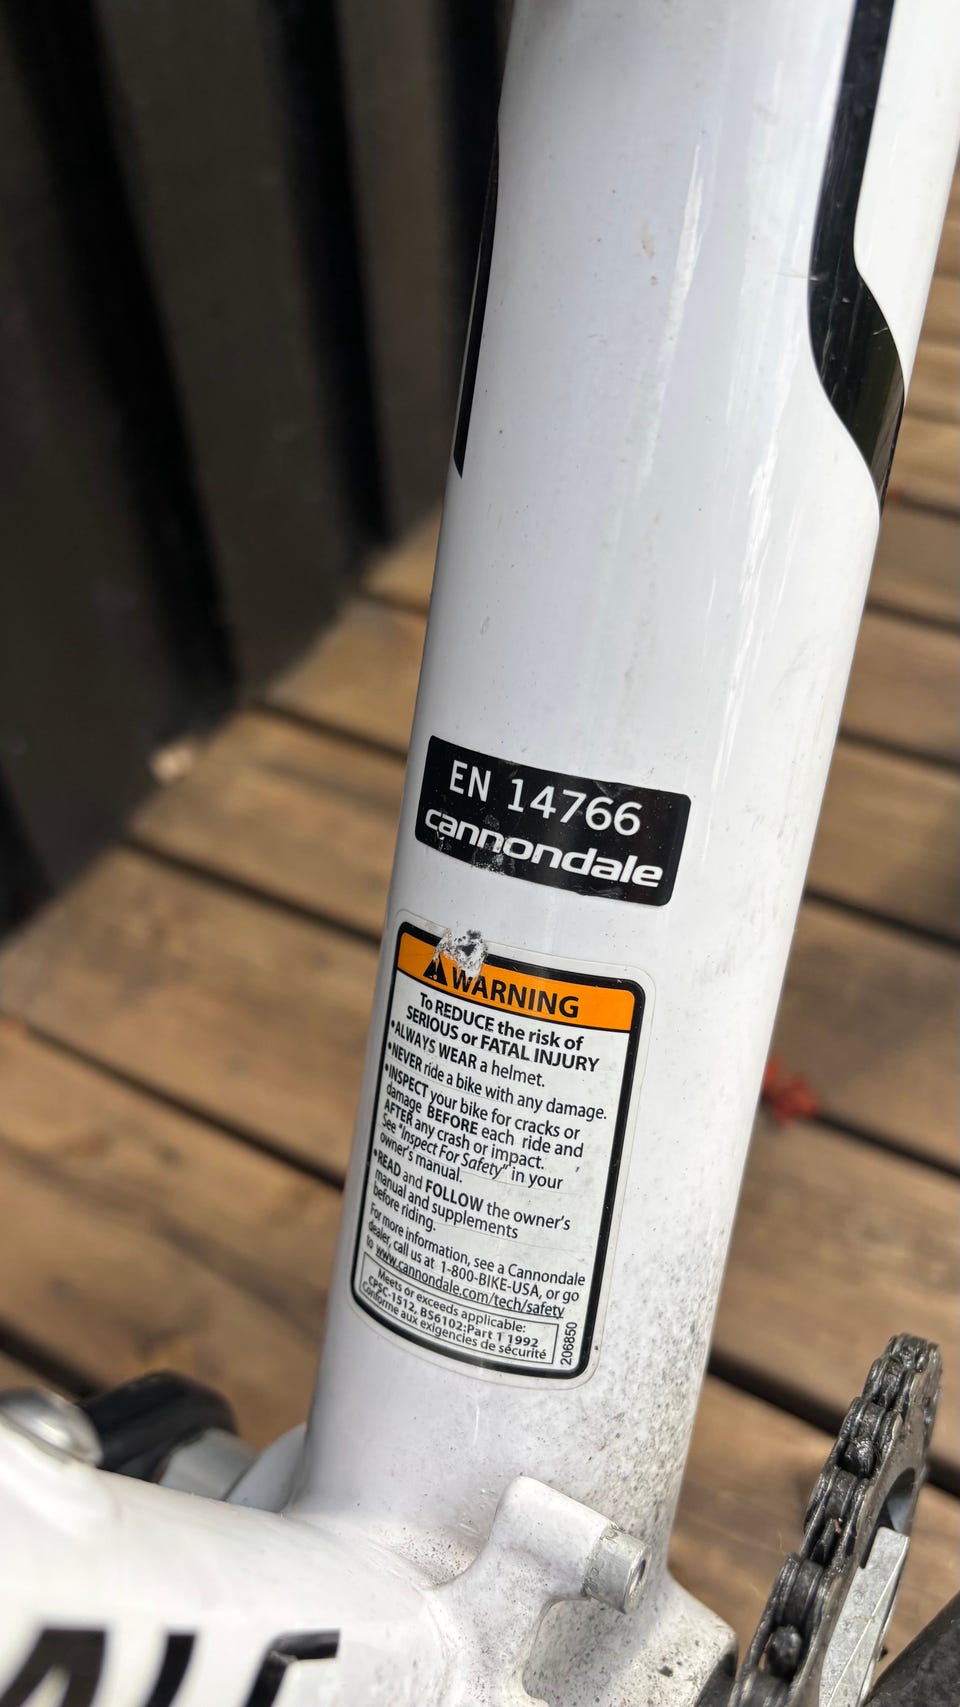 EN 14766
cannondale
WARNING
To REDUCE the risk of
SERIOUS or FATAL INJURY
•ALWAYS WEAR a helmet.
•NEVER ride a bike with any damage.
•INSPECT your bike for cracks or
damage BEFORE each ride and
AFTER any crash or impact.
See "Inspect For Safety" in your
owner's manual.
•READ and FOLLOW the owner's
manual and supplements
before riding.
For more information, see a Cannondale
dealer, call us at 1-800-BIKE-USA, or go
to www.cannondale.com/tech/safety
Meets or exceeds applicable:
CPSC-1512, BS6102:Part 1 1992
Conforme aux exigencies de sécurité
206850